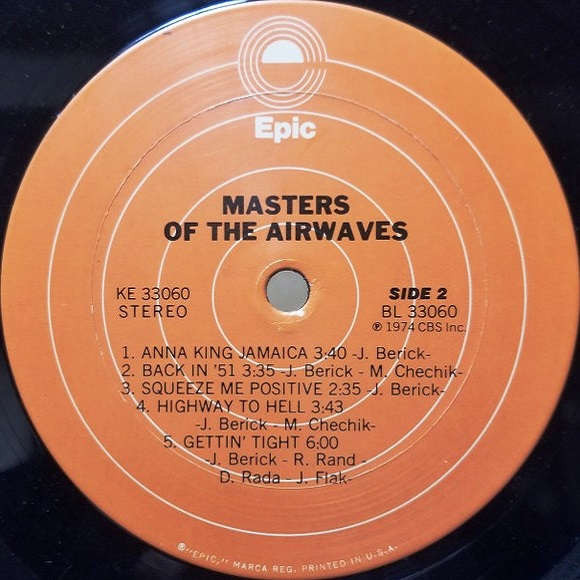 Epic
MASTERS
OF THE AIRWAVES
KE 33060
STEREO
SIDE 2
BL 33060
℗ 1974 CBS Inc.
1. ANNA KING JAMAICA 3:40 -J. Berick-
2. BACK IN '51 3:35 -J. Berick - M. Chechik-
3. SQUEEZE ME POSITIVE 2:35 -J. Berick-
4. HIGHWAY TO HELL 3:43
-J. Berick - M. Chechik-
5. GETTIN' TIGHT 6:00
-J. Berick - R. Rand -
D. Rada - J. Flak-
®"EPIC," MARCA REG. PRINTED IN U.S.A.